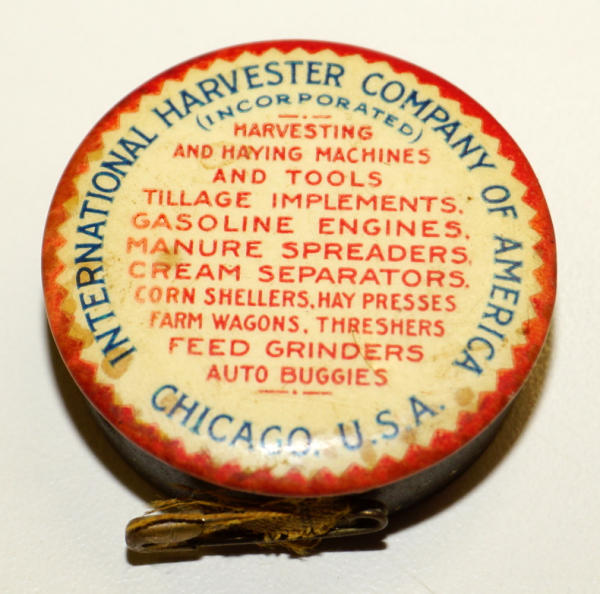 INTERNATIONAL HARVESTER COMPANY OF AMERICA
(INCORPORATED)
HARVESTING
AND HAYING MACHINES
AND TOOLS
TILLAGE IMPLEMENTS.
GASOLINE ENGINES.
MANURE SPREADERS,
CREAM SEPARATORS.
CORN SHELLERS, HAY PRESSES
FARM WAGONS. THRESHERS
FEED GRINDERS
AUTO BUGGIES
CHICAGO. U.S.A.